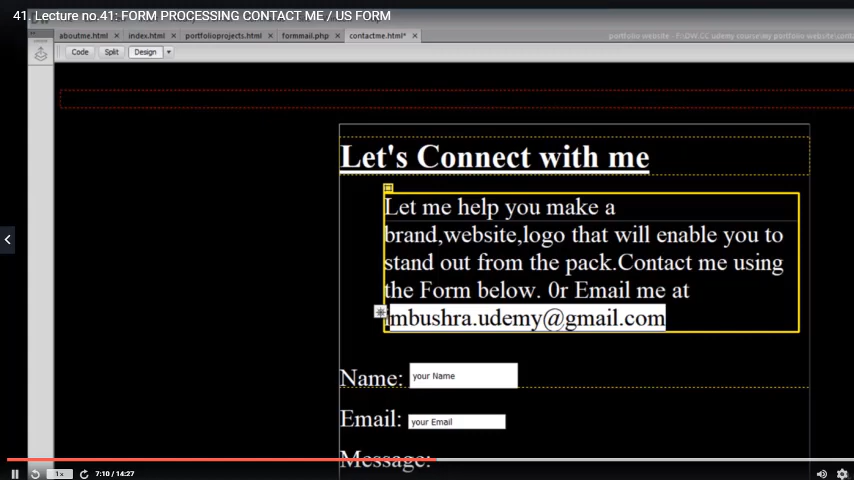 41. Lecture no.41: FORM PROCESSING CONTACT ME / US FORM
aboutme.html × index.html × portfolioprojects.html × formmail.php × contactme.html* ×
Code Split Design
Let's Connect with me
Let me help you make a
brand,website,logo that will enable you to
stand out from the pack.Contact me using
the Form below. 0r Email me at
imbushra.udemy@gmail.com
Name: your Name
Email: your Email
Message:
1x 7:10 / 14:27